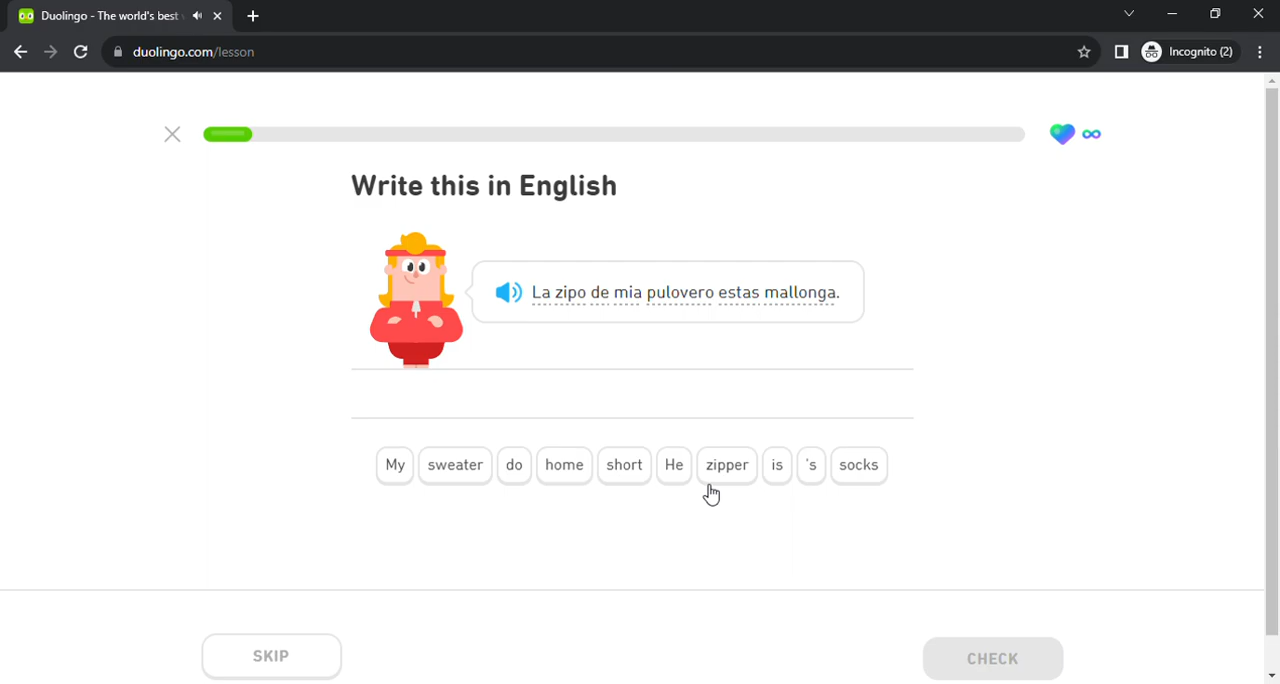 Duolingo - The world's best
duolingo.com/lesson
Incognito (2)
Write this in English
La zipo de mia pulovero estas mallonga.
My sweater do home short He zipper is 's socks
SKIP CHECK